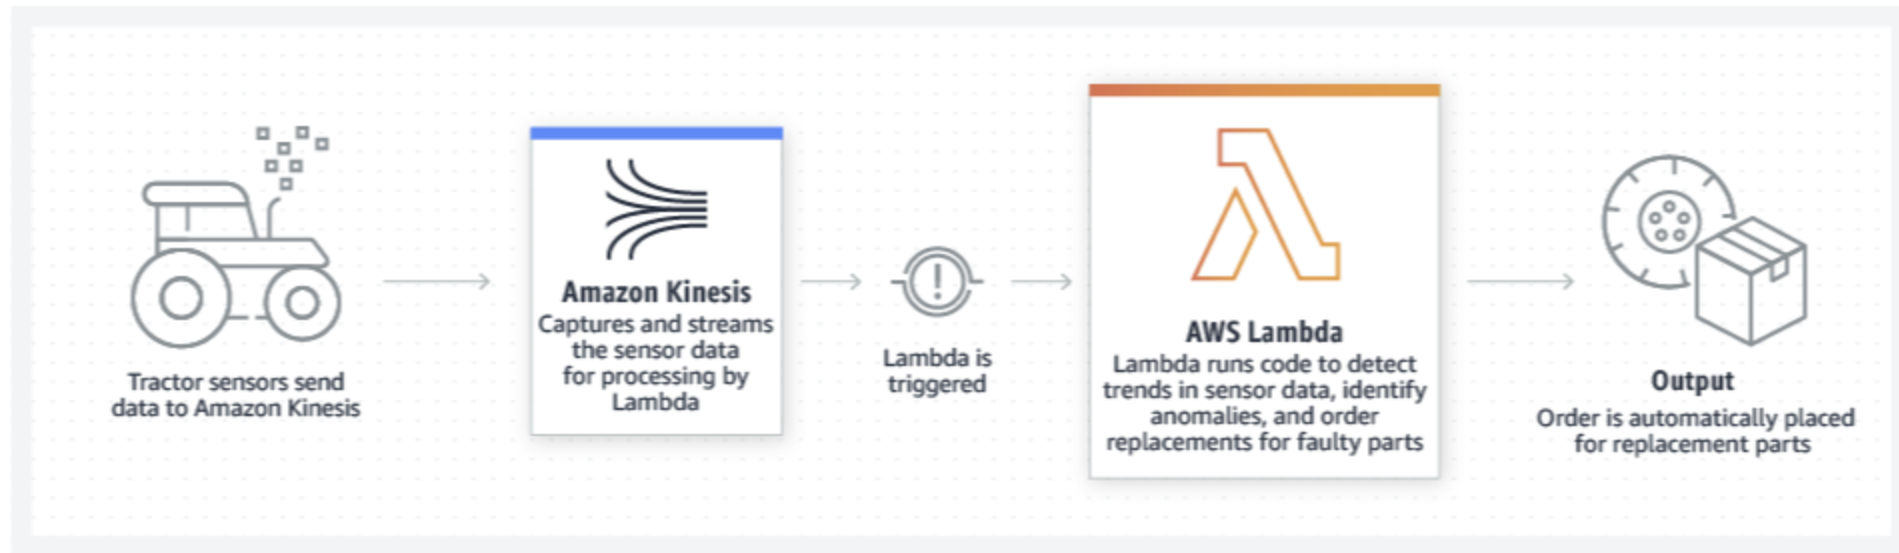 Tractor sensors send
data to Amazon Kinesis
Amazon Kinesis
Captures and streams
the sensor data
for processing by
Lambda
Lambda is
triggered
AWS Lambda
Lambda runs code to detect
trends in sensor data, identify
anomalies, and order
replacements for faulty parts
Output
Order is automatically placed
for replacement parts